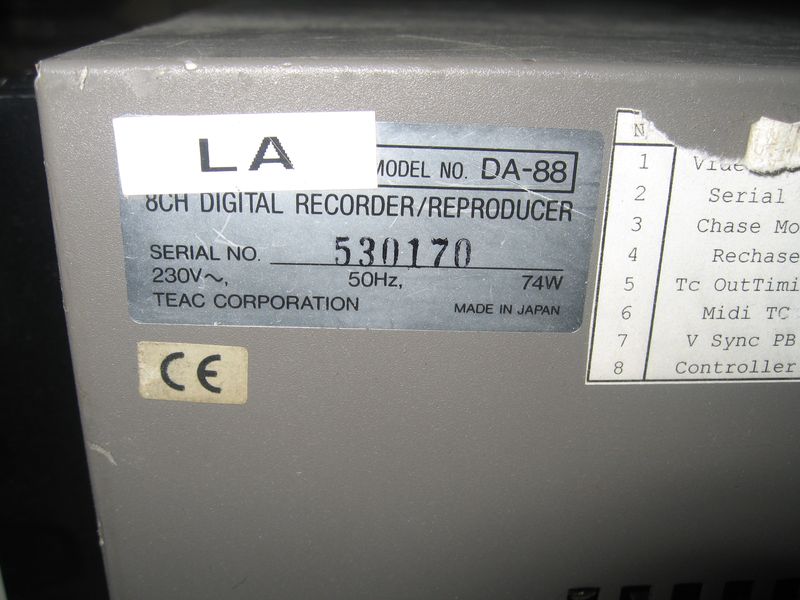 LA
MODEL NO. DA-88
8CH DIGITAL RECORDER/REPRODUCER
SERIAL NO. 530170
230V~, 50Hz, 74W
TEAC CORPORATION MADE IN JAPAN
CE
N
1
2 Serial
3 Chase Mo
4 Rechase
5 Tc OutTimi
6 Midi TC
7 V Sync PB
8 Controller